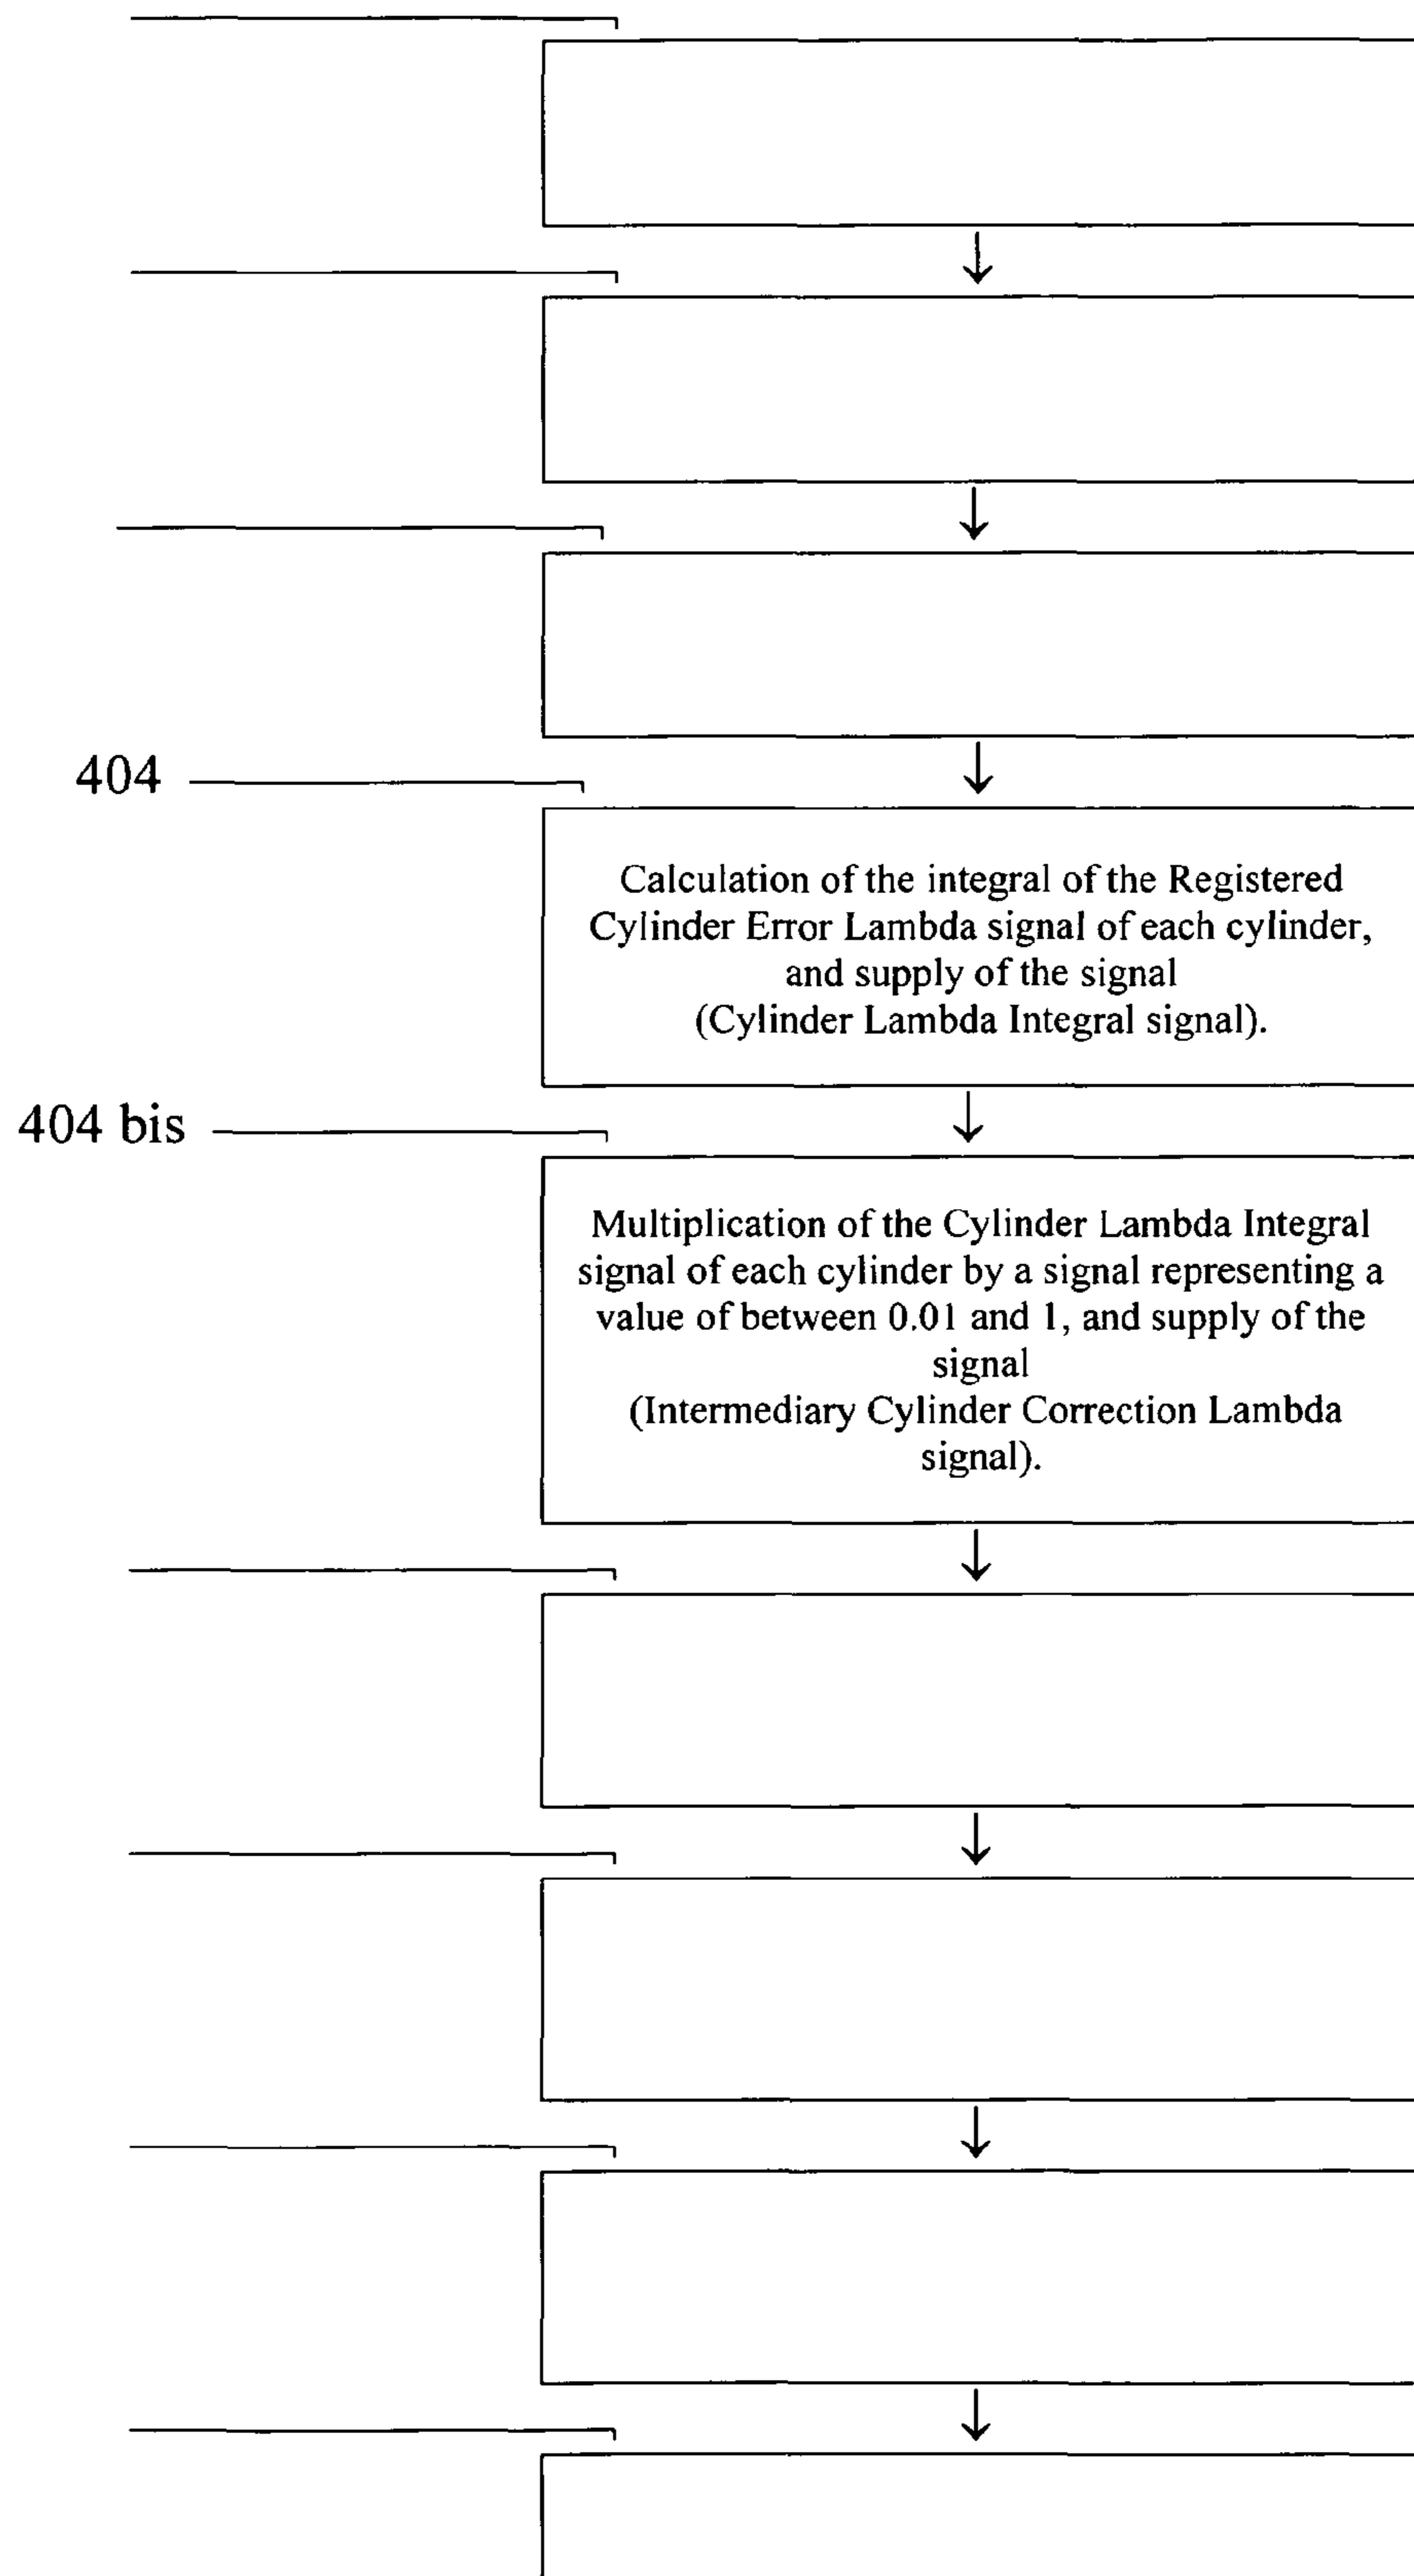 404
Calculation of the integral of the Registered
Cylinder Error Lambda signal of each cylinder,
and supply of the signal
(Cylinder Lambda Integral signal).
404 bis
Multiplication of the Cylinder Lambda Integral
signal of each cylinder by a signal representing a
value of between 0.01 and 1, and supply of the
signal
(Intermediary Cylinder Correction Lambda
signal).